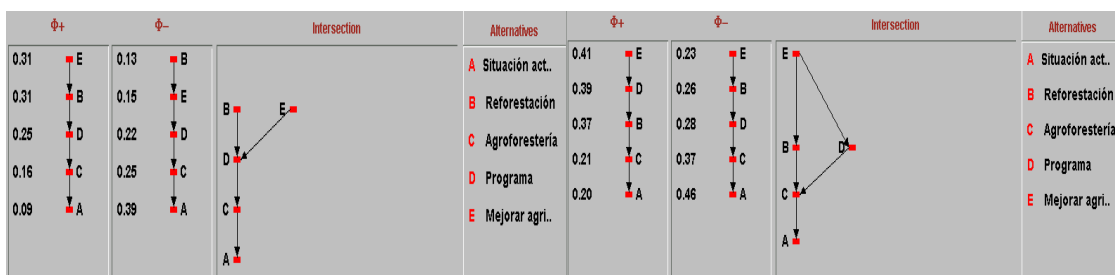 Φ+ Φ− Intersection Alternatives
0.31 E 0.13 B
0.31 B 0.15 E
0.25 D 0.22 D
0.16 C 0.25 C
0.09 A 0.39 A
B E
D
C
A
A Situación act..
B Reforestación
C Agroforestería
D Programa
E Mejorar agri..
Φ+ Φ− Intersection Alternatives
0.41 E 0.23 E
0.39 D 0.26 B
0.37 B 0.28 D
0.21 C 0.37 C
0.20 A 0.46 A
E
B D
C
A
A Situación act..
B Reforestación
C Agroforestería
D Programa
E Mejorar agri..